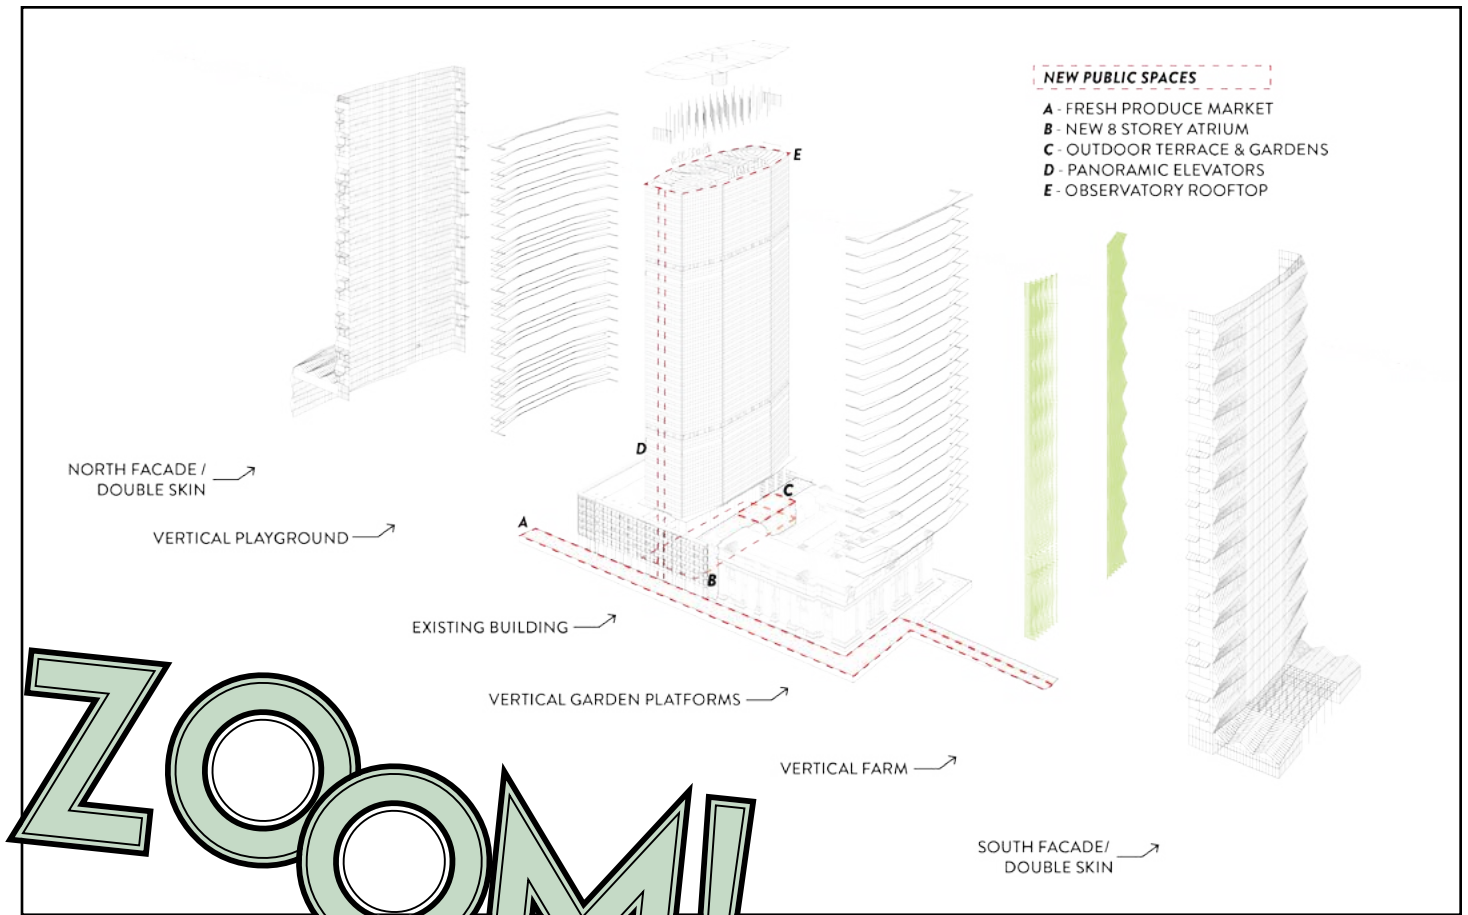 NEW PUBLIC SPACES
A - FRESH PRODUCE MARKET
B - NEW 8 STOREY ATRIUM
C - OUTDOOR TERRACE & GARDENS
D - PANORAMIC ELEVATORS
E - OBSERVATORY ROOFTOP
E
D
C
A
B
NORTH FACADE /
DOUBLE SKIN
VERTICAL PLAYGROUND
EXISTING BUILDING
VERTICAL GARDEN PLATFORMS
VERTICAL FARM
SOUTH FACADE/
DOUBLE SKIN
ZOOM!